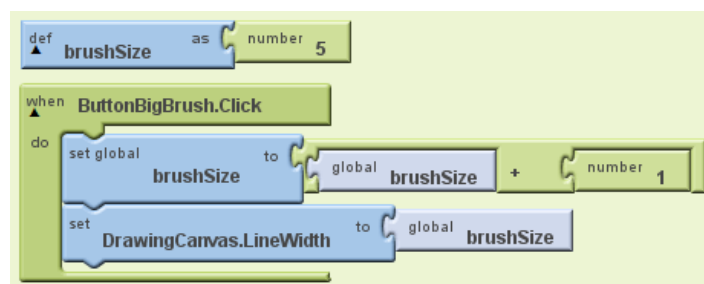 def brushSize as number 5
when ButtonBigBrush.Click
do
set global brushSize to global brushSize + number 1
set DrawingCanvas.LineWidth to global brushSize